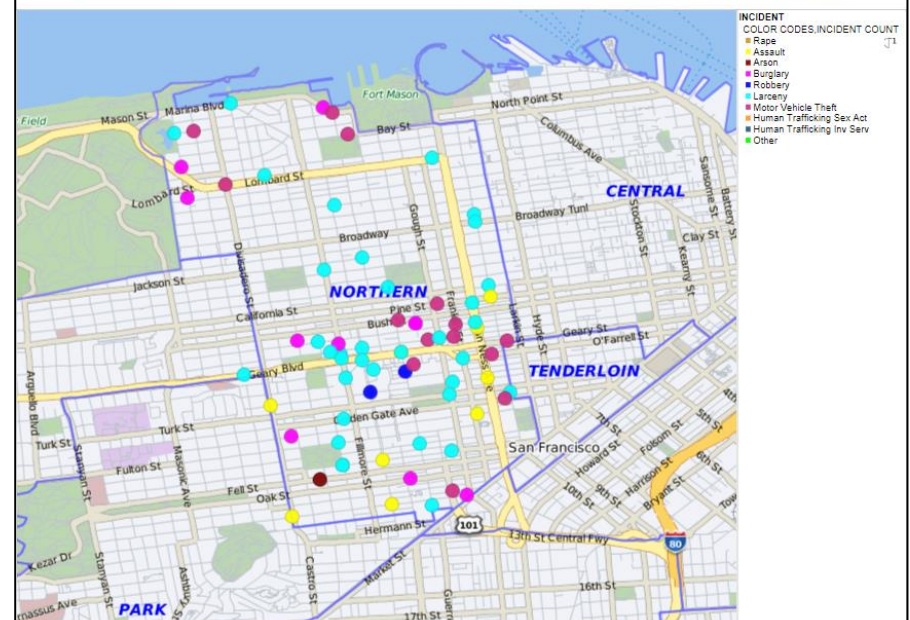 INCIDENT
COLOR CODES,INCIDENT COUNT
Rape
1
Assault
Arson
Burglary
Robbery
Larceny
Motor Vehicle Theft
Human Trafficking Sex Act
Human Trafficking Inv Serv
Other
Fort Mason
North Point St
Marina Blvd
Mason St
Field
Bay St
Columbus Ave
Lombard St
Lombard St
Sansome St
Battery St
CENTRAL
Stockton St
Gough St
Broadway Tunl
Broadway
Clay St
Kearny St
Divisadero St
Jackson St
NORTHERN
California St
Pine St
Bush
Larkin St
Hyde St
Geary St
O'Farrell St
Geary Blvd
TENDERLOIN
Arguello Blvd
4th
5th St
Golden Gate Ave
Turk St
Turk St
7th St
Folsom St
San Francisco
Howard St
6th St
Fillmore St
Masonic Ave
Stanyan St
Fulton St
Harrison St
9th St
Bryant St
Fell St
Oak St
10th St
Hermann St
101
13th St Central Fwy
80
Kezar Dr
Market St
Castro St
Stanyan St
Ashbury St
16th St
PARK
17th St